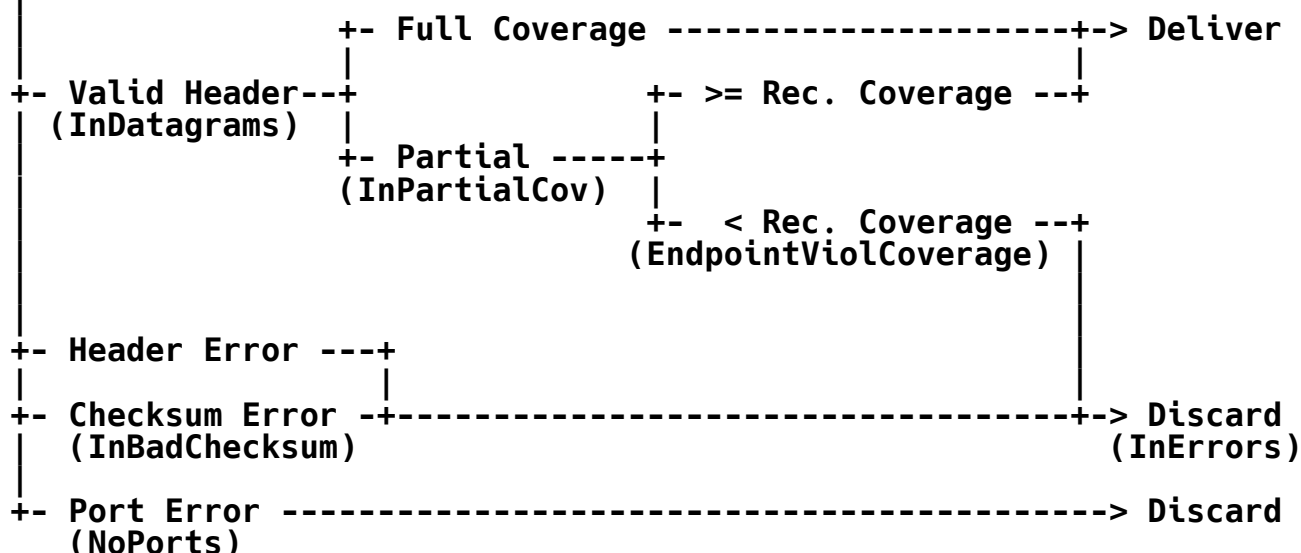 +- Full Coverage ---------------------+-> Deliver
+- Valid Header--+ +- >= Rec. Coverage --+
(InDatagrams)
+- Partial -----+
(InPartialCov)
+- < Rec. Coverage --+
(EndpointViolCoverage)
+- Header Error ---+
+- Checksum Error -+-----------------------------------+-> Discard
(InBadChecksum) (InErrors)
+- Port Error -------------------------------------------> Discard
(NoPorts)